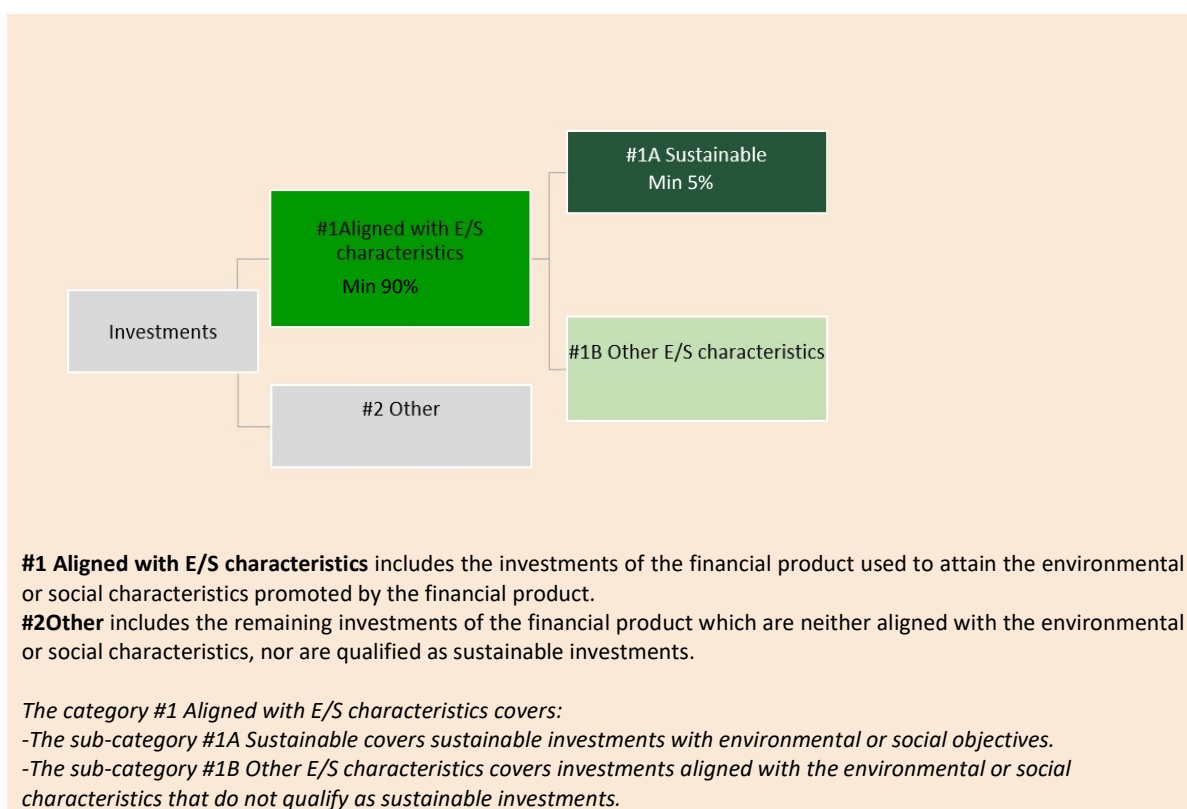 #1A Sustainable
Min 5%
#1Aligned with E/S
characteristics
Min 90%
Investments
#1B Other E/S characteristics
#2 Other
#1 Aligned with E/S characteristics includes the investments of the financial product used to attain the environmental
or social characteristics promoted by the financial product.
#2Other includes the remaining investments of the financial product which are neither aligned with the environmental
or social characteristics, nor are qualified as sustainable investments.
The category #1 Aligned with E/S characteristics covers:
-The sub-category #1A Sustainable covers sustainable investments with environmental or social objectives.
-The sub-category #1B Other E/S characteristics covers investments aligned with the environmental or social
characteristics that do not qualify as sustainable investments.